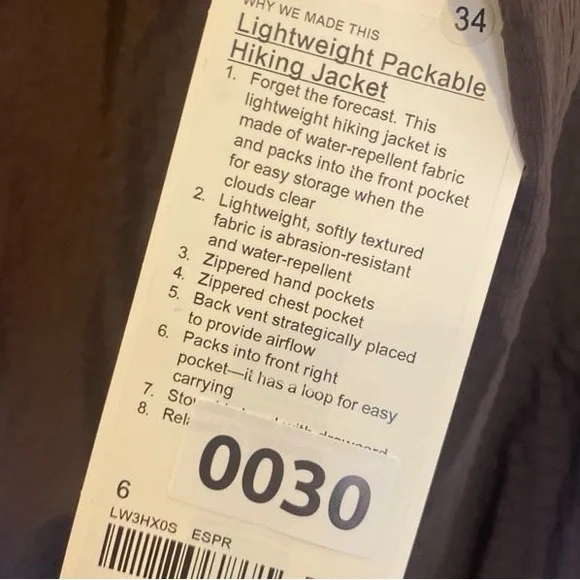 WHY WE MADE THIS
34
Lightweight Packable
Hiking Jacket
1. Forget the forecast. This
lightweight hiking jacket is
made of water-repellent fabric
and packs into the front pocket
for easy storage when the
clouds clear
2. Lightweight, softly textured
fabric is abrasion-resistant
and water-repellent
3. Zippered hand pockets
4. Zippered chest pocket
5. Back vent strategically placed
to provide airflow
6. Packs into front right
pocket—it has a loop for easy
carrying
7.
8.
0030
6
LW3HX0S ESPR